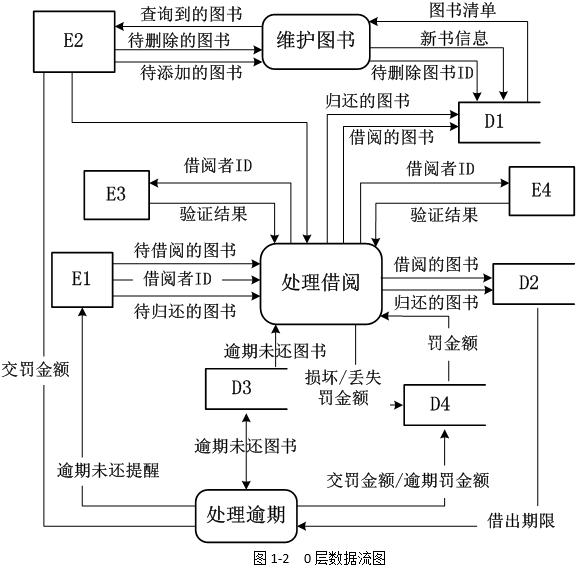 查询到的图书
图书清单
E2
待删除的图书
维护图书
新书信息
待添加的图书
待删除图书ID
归还的图书
D1
借阅的图书
借阅者ID
借阅者ID
E3
E4
验证结果
验证结果
待借阅的图书
借阅的图书
E1
借阅者ID
处理借阅
D2
待归还的图书
归还的图书
逾期未还图书
罚金额
交罚金额
损坏/丢失
罚金额
D3
D4
逾期未还图书
逾期未还提醒
交罚金额/逾期罚金额
处理逾期
借出期限
图 1-2 0 层数据流图